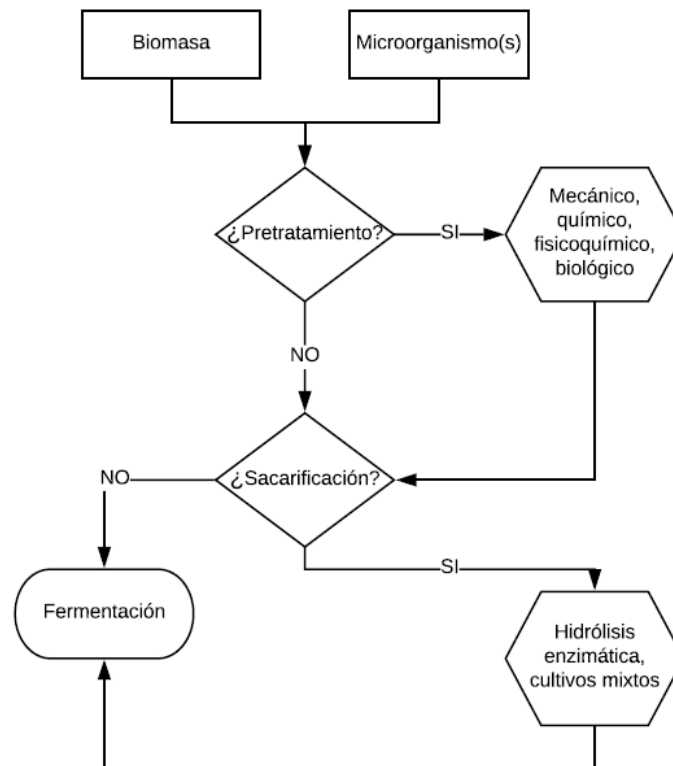 Biomasa
Microorganismo(s)
¿Pretratamiento?
SI
Mecánico,
químico,
fisicoquímico,
biológico
NO
¿Sacarificación?
NO
SI
Fermentación
Hidrólisis
enzimática,
cultivos mixtos